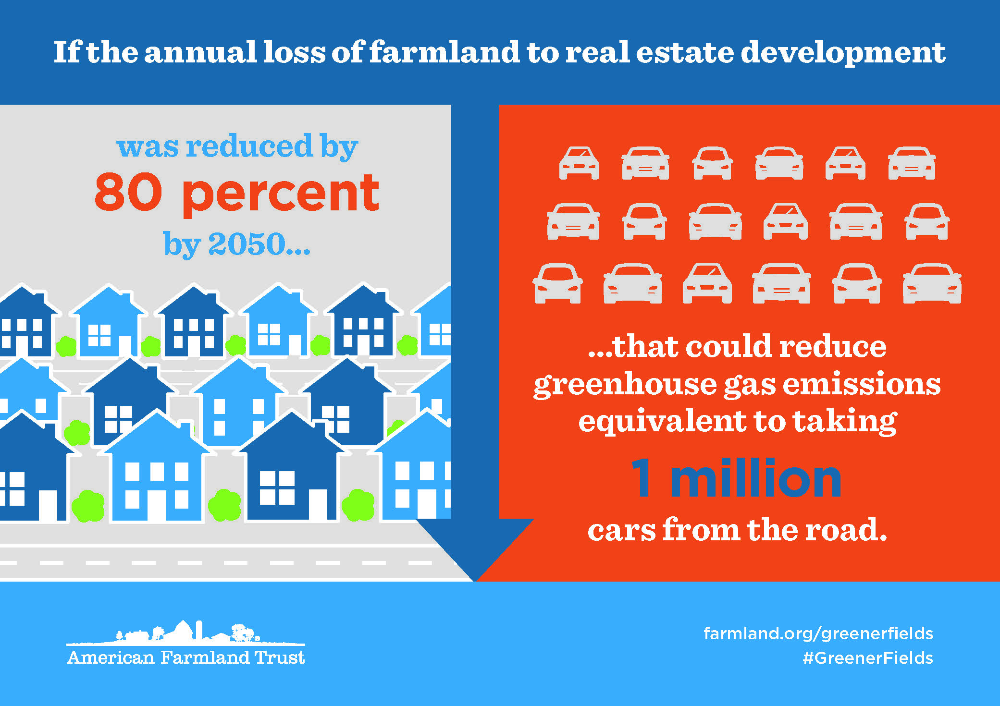 If the annual loss of farmland to real estate development
was reduced by
80 percent
by 2050...
...that could reduce
greenhouse gas emissions
equivalent to taking
1 million
cars from the road.
American Farmland Trust
farmland.org/greenerfields
#GreenerFields